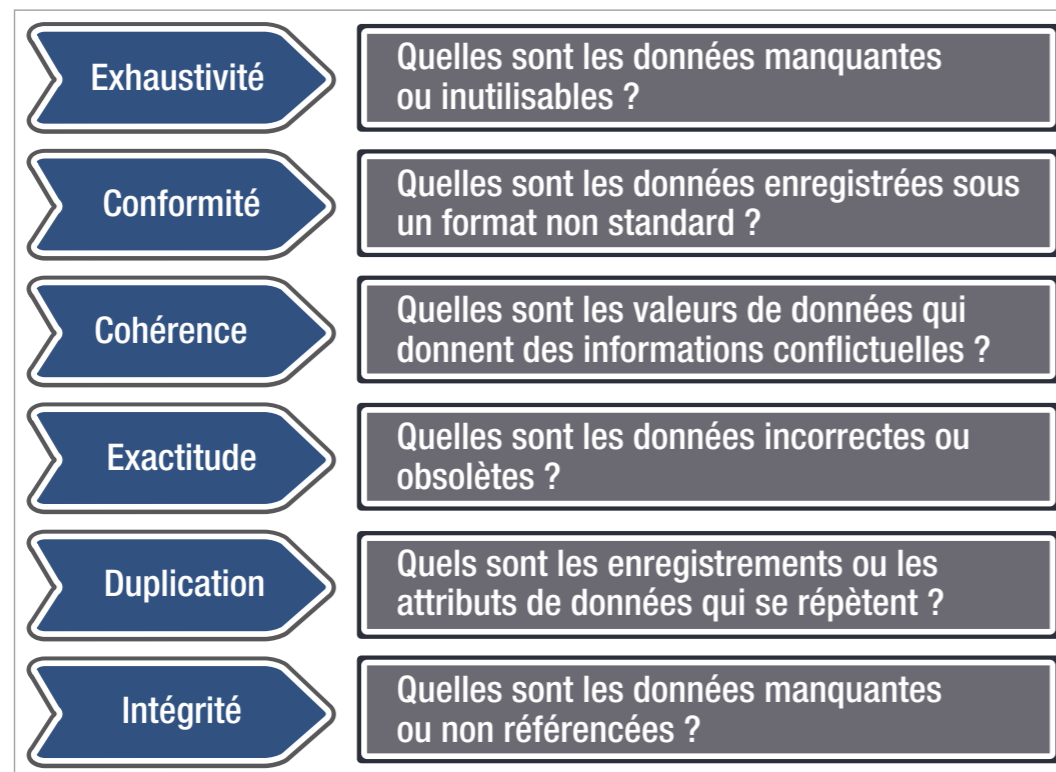 Exhaustivité
Quelles sont les données manquantes
ou inutilisables ?
Conformité
Quelles sont les données enregistrées sous
un format non standard ?
Cohérence
Quelles sont les valeurs de données qui
donnent des informations conflictuelles ?
Exactitude
Quelles sont les données incorrectes ou
obsolètes ?
Duplication
Quels sont les enregistrements ou les
attributs de données qui se répètent ?
Intégrité
Quelles sont les données manquantes
ou non référencées ?